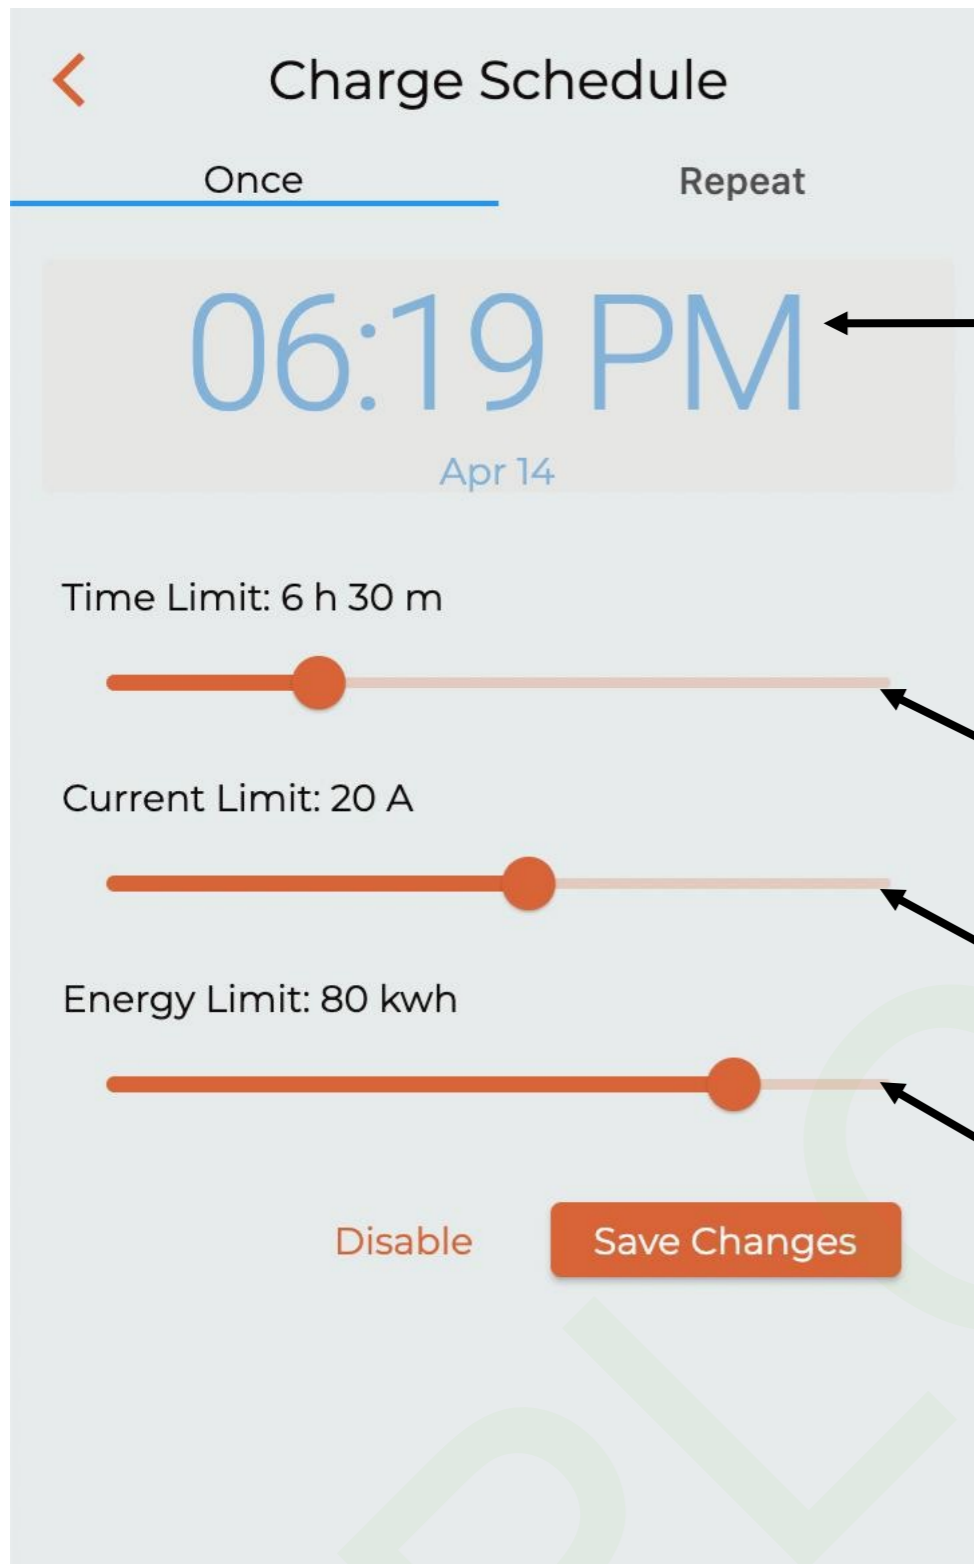 Charge Schedule
Once Repeat
06:19 PM
Apr 14
Time Limit: 6 h 30 m
Current Limit: 20 A
Energy Limit: 80 kwh
Disable Save Changes